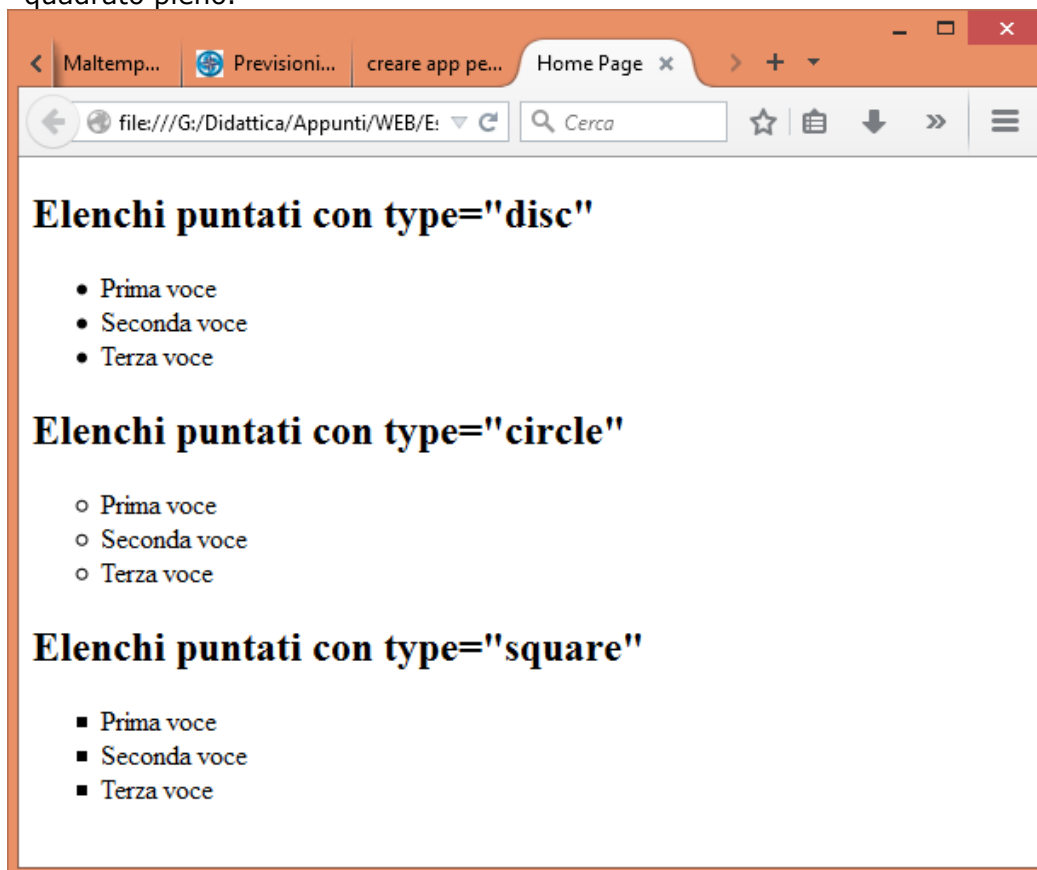 quadrato pieno.
Maltemp... Previsioni... creare app pe... Home Page
file:///G:/Didattica/Appunti/WEB/E: Cerca
Elenchi puntati con type="disc"
Prima voce
Seconda voce
Terza voce
Elenchi puntati con type="circle"
Prima voce
Seconda voce
Terza voce
Elenchi puntati con type="square"
Prima voce
Seconda voce
Terza voce